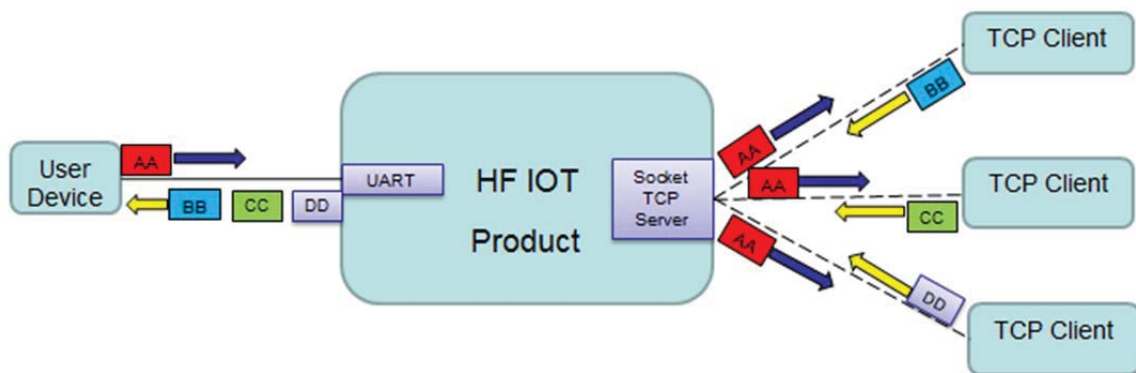 User
Device
AA
BB
CC
DD
UART
HF IOT
Product
Socket
TCP
Server
AA
AA
AA
BB
CC
DD
TCP Client
TCP Client
TCP Client